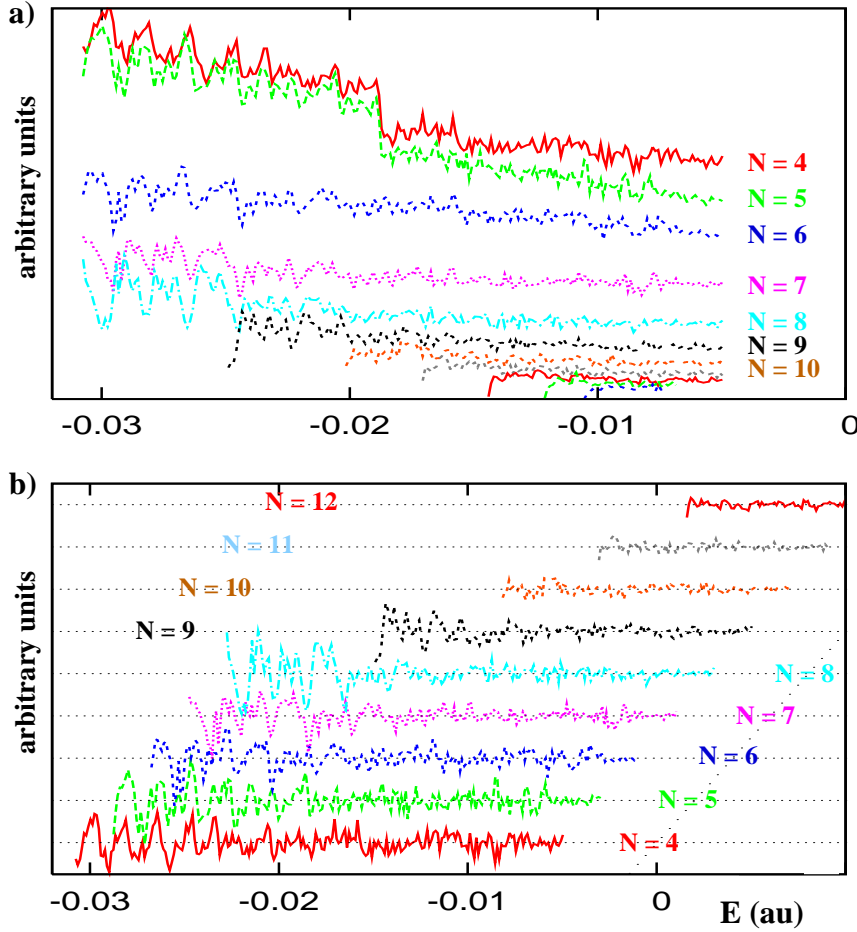 a)
arbitrary units
N = 4
N = 5
N = 6
N = 7
N = 8
N = 9
N = 10
-0.03 -0.02 -0.01 0
b)
arbitrary units
N = 12
N = 11
N = 10
N = 9
N = 8
N = 7
N = 6
N = 5
N = 4
-0.03 -0.02 -0.01 0
E (au)